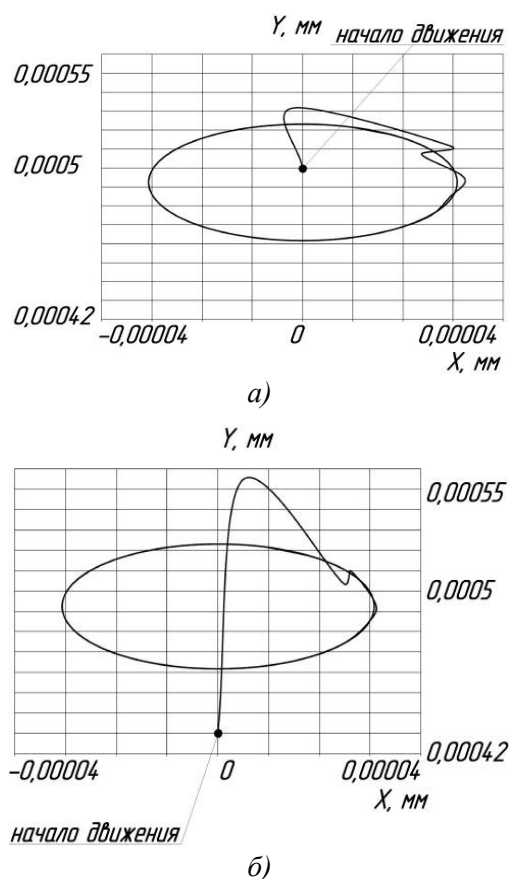 Y, мм
начало движения
0,00055
0,0005
0,00042
-0,00004 0 0,00004
X, мм
а)
Y, мм
0,00055
0,0005
0,00042
-0,00004 0 0,00004
X, мм
начало движения
б)